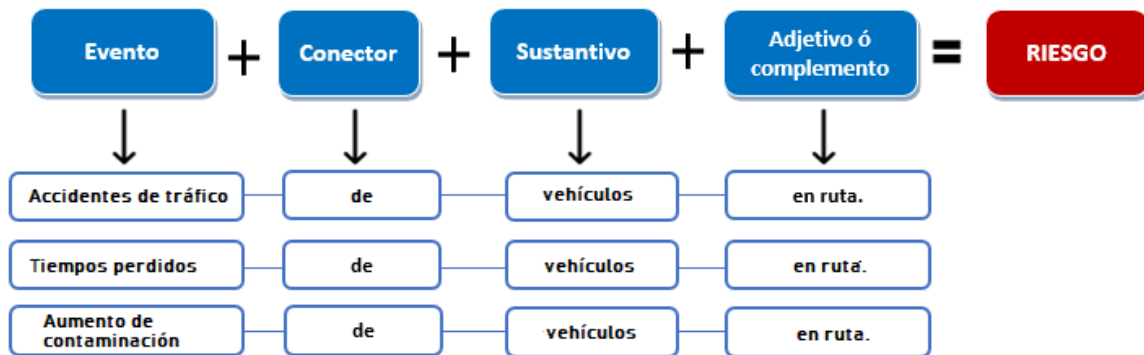 Evento + Conector + Sustantivo + Adjetivo ó complemento = RIESGO
Accidentes de tráfico de vehículos en ruta.
Tiempos perdidos de vehículos en ruta.
Aumento de contaminación de vehículos en ruta.